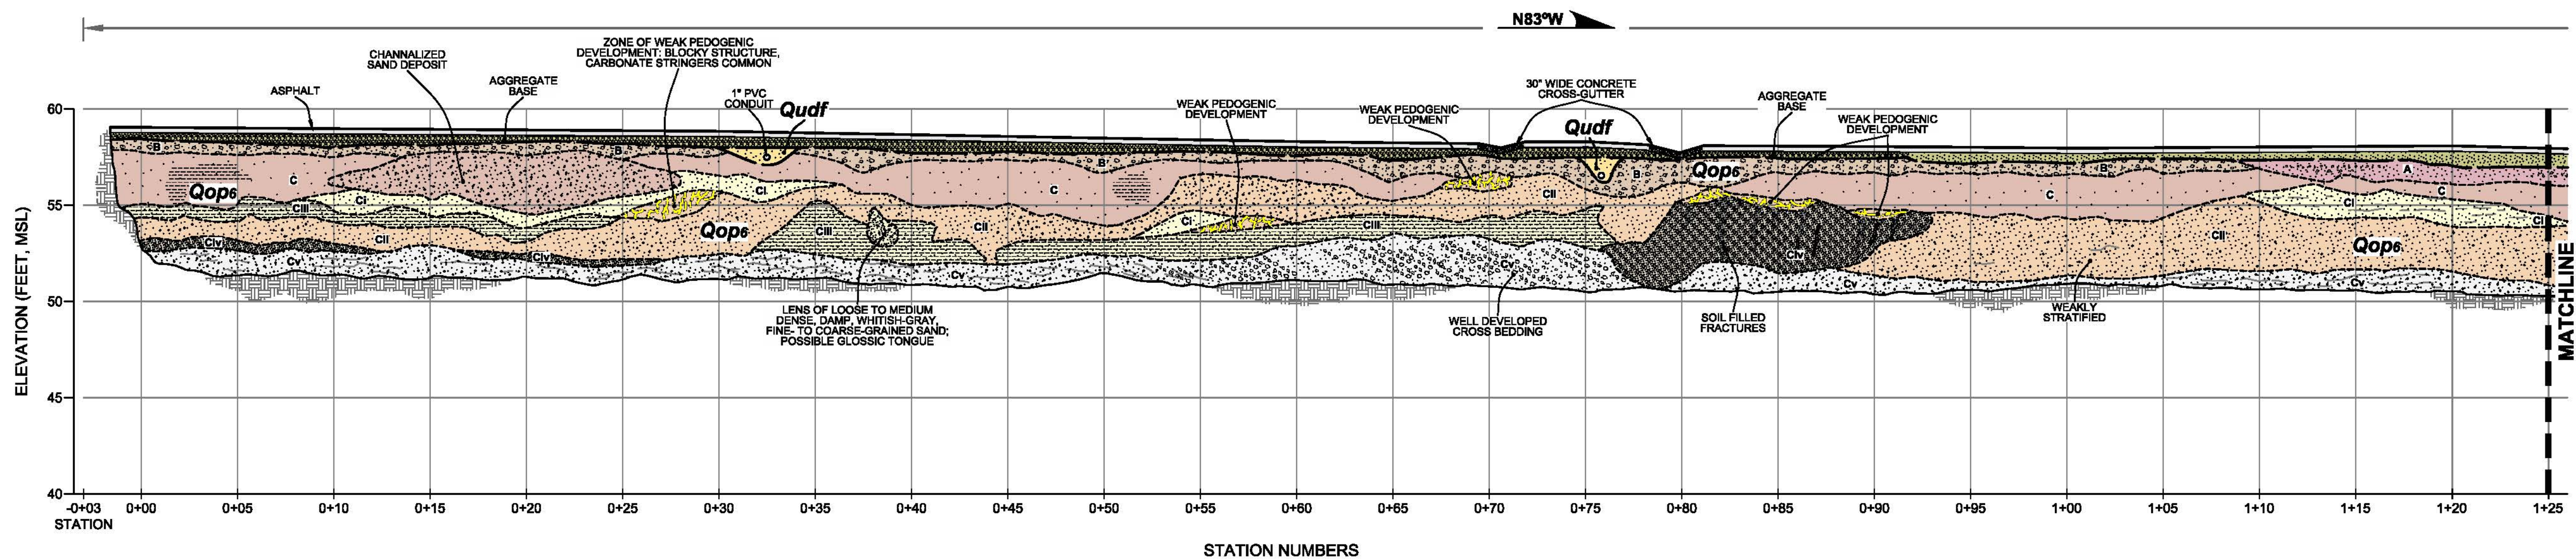 N83°W
CHANNALIZED
SAND DEPOSIT
ZONE OF WEAK PEDOGENIC
DEVELOPMENT: BLOCKY STRUCTURE,
CARBONATE STRINGERS COMMON
ASPHALT
AGGREGATE
BASE
1" PVC
CONDUIT
Qudf
WEAK PEDOGENIC
DEVELOPMENT
WEAK PEDOGENIC
DEVELOPMENT
30" WIDE CONCRETE
CROSS-GUTTER
Qudf
AGGREGATE
BASE
WEAK PEDOGENIC
DEVELOPMENT
60
55
50
45
40
ELEVATION (FEET, MSL)
B
B
B
B
B
A
C
C
C
C
Qop6
Qop6
Qop6
Qop6
Ci
Ci
Ci
Ci
Ci
Cii
Cii
Cii
Cii
Ciii
Ciii
Ciii
Civ
Civ
Civ
Cv
Cv
Cv
Cv
Cv
LENS OF LOOSE TO MEDIUM
DENSE, DAMP, WHITISH-GRAY,
FINE- TO COARSE-GRAINED SAND;
POSSIBLE GLOSSIC TONGUE
WELL DEVELOPED
CROSS BEDDING
SOIL FILLED
FRACTURES
WEAKLY
STRATIFIED
MATCHLINE
-0+03 0+00 0+05 0+10 0+15 0+20 0+25 0+30 0+35 0+40 0+45 0+50 0+55 0+60 0+65 0+70 0+75 0+80 0+85 0+90 0+95 1+00 1+05 1+10 1+15 1+20 1+25
STATION
STATION NUMBERS